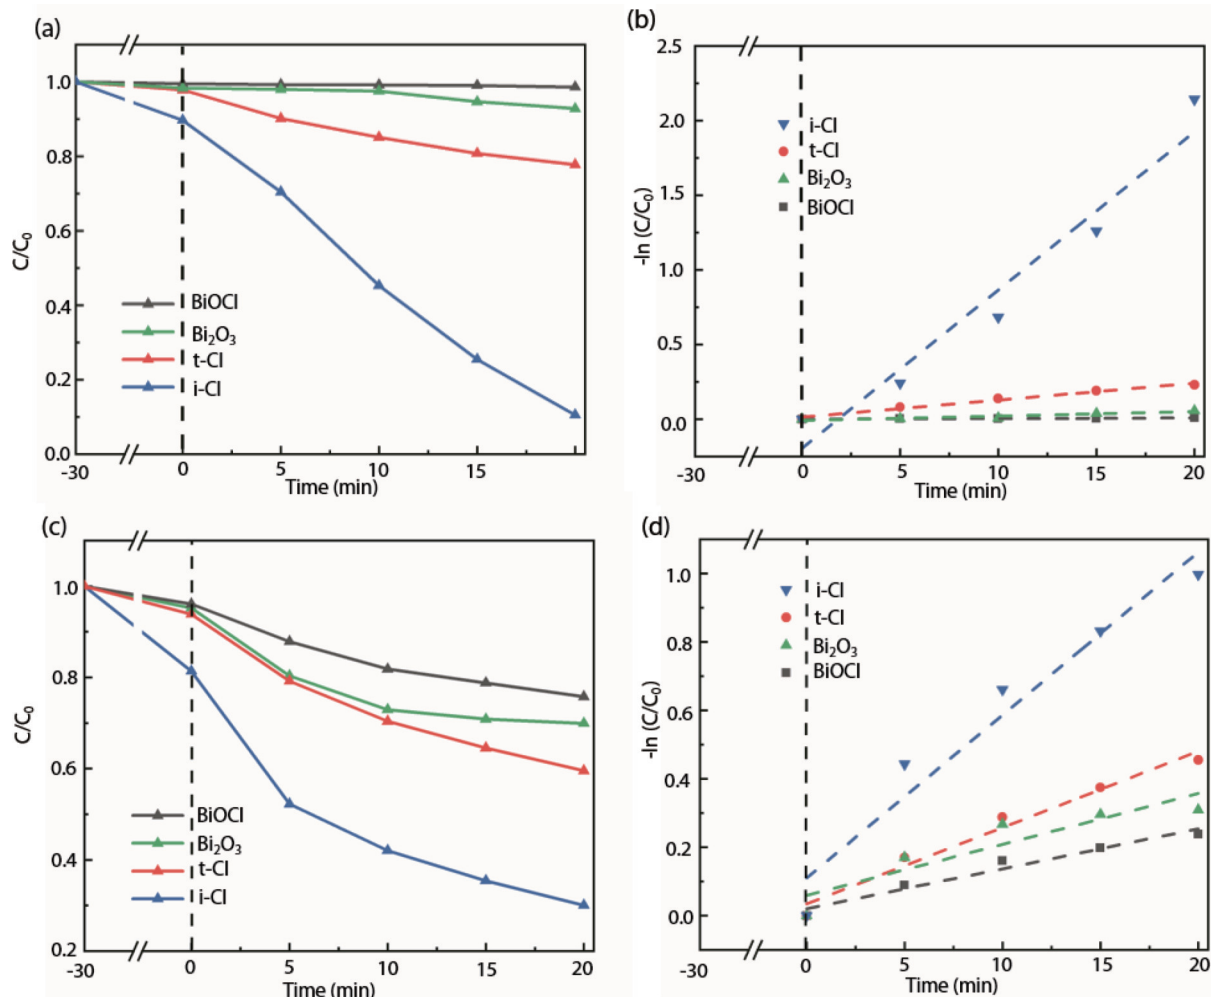 (a)
C/C0
1.0
0.8
0.6
0.4
0.2
0.0
BiOCl
Bi2O3
t-Cl
i-Cl
-30 0 5 10 15 20
Time (min)
(b)
-ln (C/C0)
2.5
2.0
1.5
1.0
0.5
0.0
i-Cl
t-Cl
Bi2O3
BiOCl
-30 0 5 10 15 20
Time (min)
(c)
C/C0
1.0
0.8
0.6
0.4
0.2
BiOCl
Bi2O3
t-Cl
i-Cl
-30 0 5 10 15 20
Time (min)
(d)
-ln (C/C0)
1.0
0.8
0.6
0.4
0.2
0.0
i-Cl
t-Cl
Bi2O3
BiOCl
-30 0 5 10 15 20
Time (min)